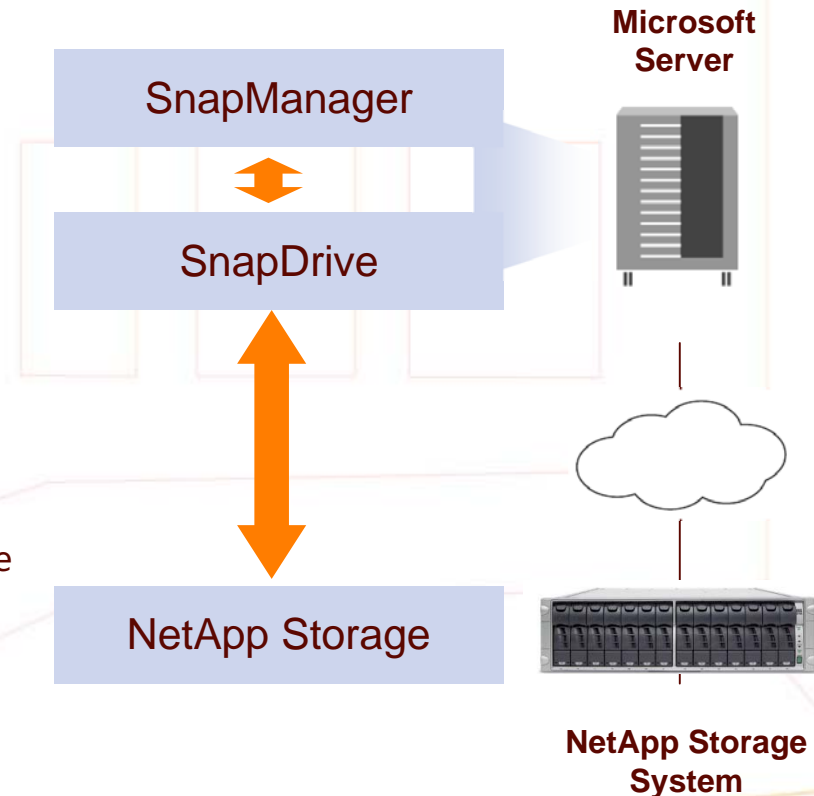 Microsoft
Server
SnapManager
SnapDrive
e
NetApp Storage
NetApp Storage
System